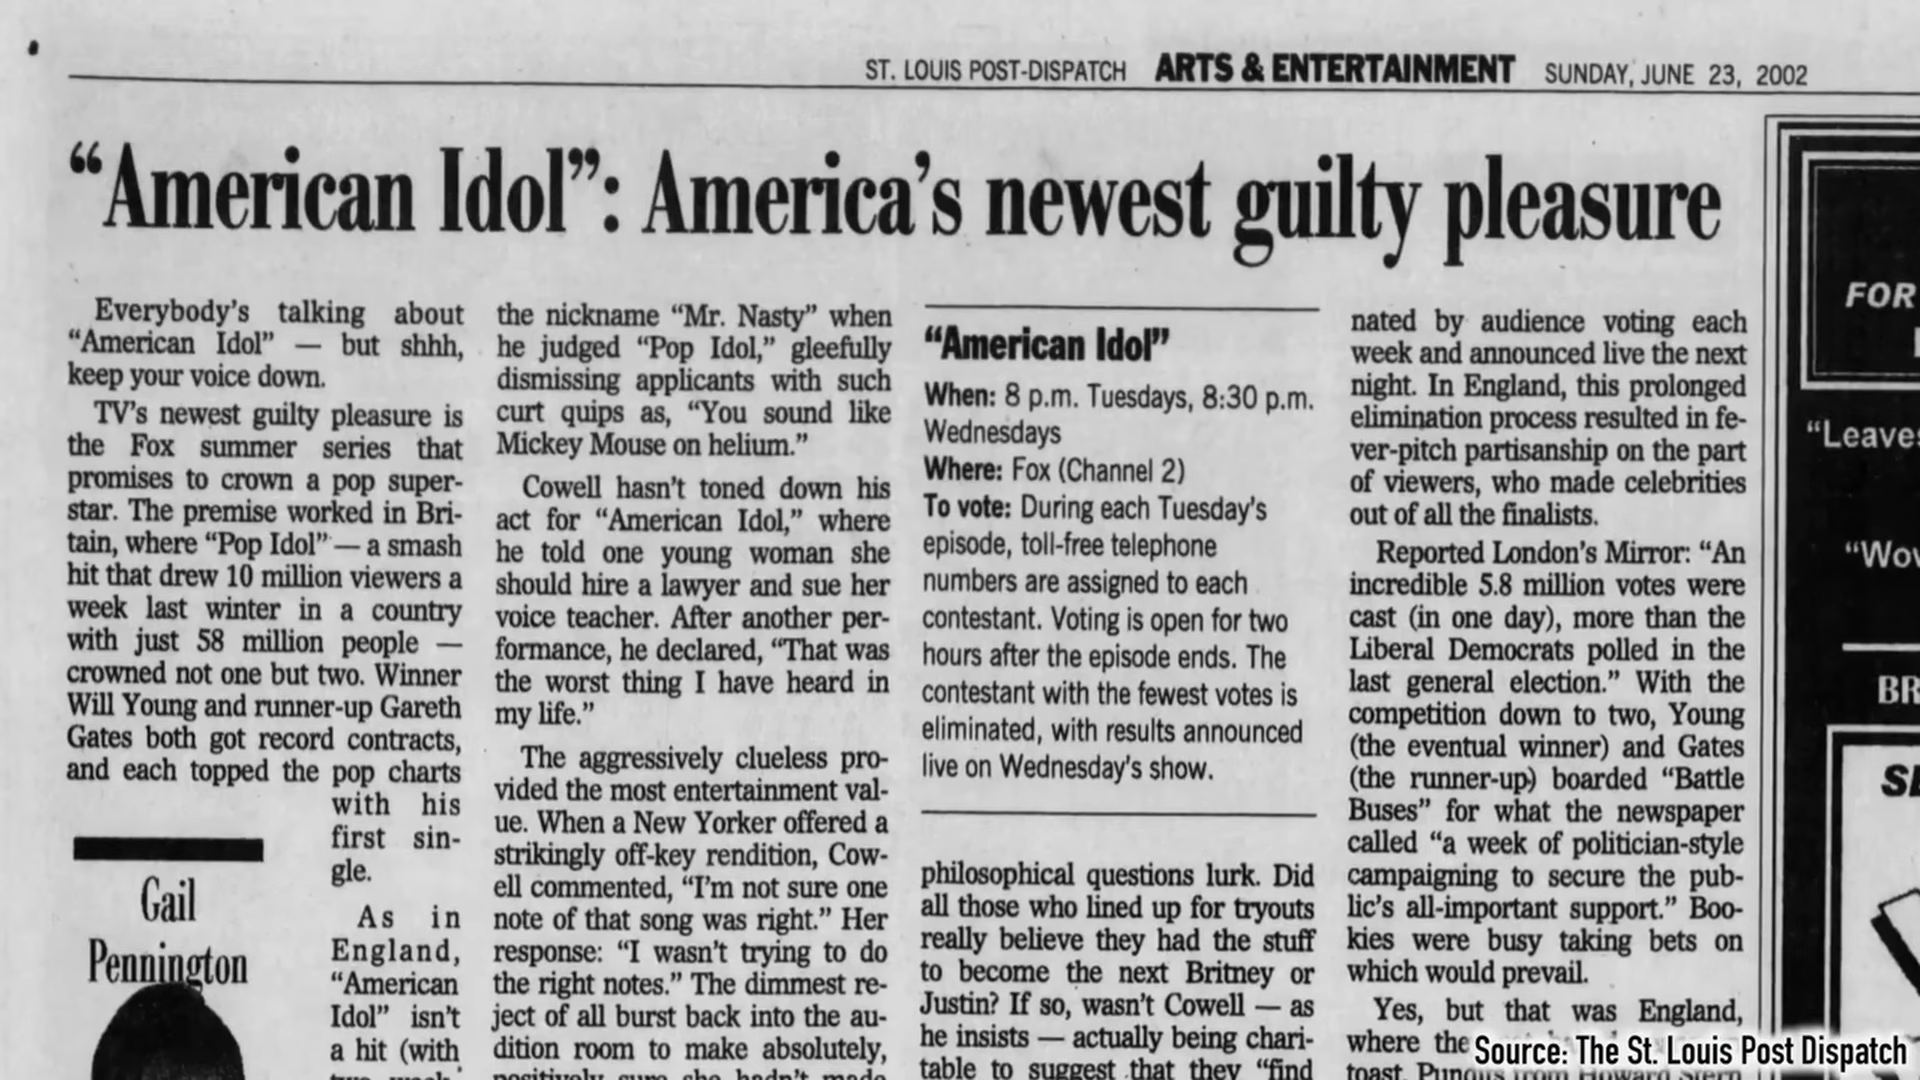 ST. LOUIS POST-DISPATCH ARTS & ENTERTAINMENT SUNDAY, JUNE 23, 2002
“American Idol”: America’s newest guilty pleasure
Everybody’s talking about
“American Idol” — but shhh,
keep your voice down.
TV’s newest guilty pleasure is
the Fox summer series that
promises to crown a pop super-
star. The premise worked in Bri-
tain, where “Pop Idol” — a smash
hit that drew 10 million viewers a
week last winter in a country
with just 58 million people —
crowned not one but two. Winner
Will Young and runner-up Gareth
Gates both got record contracts,
and each topped the pop charts
with his
first sin-
gle.
As in
England,
“American
Idol” isn’t
a hit (with
Gail
Pennington
the nickname “Mr. Nasty” when
he judged “Pop Idol,” gleefully
dismissing applicants with such
curt quips as, “You sound like
Mickey Mouse on helium.”
Cowell hasn’t toned down his
act for “American Idol,” where
he told one young woman she
should hire a lawyer and sue her
voice teacher. After another per-
formance, he declared, “That was
the worst thing I have heard in
my life.”
The aggressively clueless pro-
vided the most entertainment val-
ue. When a New Yorker offered a
strikingly off-key rendition, Cow-
ell commented, “I’m not sure one
note of that song was right.” Her
response: “I wasn’t trying to do
the right notes.” The dimmest re-
ject of all burst back into the au-
dition room to make absolutely,
positively sure she hadn’t made
“American Idol”
When: 8 p.m. Tuesdays, 8:30 p.m.
Wednesdays
Where: Fox (Channel 2)
To vote: During each Tuesday’s
episode, toll-free telephone
numbers are assigned to each
contestant. Voting is open for two
hours after the episode ends. The
contestant with the fewest votes is
eliminated, with results announced
live on Wednesday’s show.
philosophical questions lurk. Did
all those who lined up for tryouts
really believe they had the stuff
to become the next Britney or
Justin? If so, wasn’t Cowell — as
he insists — actually being chari-
table to suggest that they “find
nated by audience voting each
week and announced live the next
night. In England, this prolonged
elimination process resulted in fe-
ver-pitch partisanship on the part
of viewers, who made celebrities
out of all the finalists.
Reported London’s Mirror: “An
incredible 5.8 million votes were
cast (in one day), more than the
Liberal Democrats polled in the
last general election.” With the
competition down to two, Young
(the eventual winner) and Gates
(the runner-up) boarded “Battle
Buses” for what the newspaper
called “a week of politician-style
campaigning to secure the pub-
lic’s all-important support.” Boo-
kies were busy taking bets on
which would prevail.
Yes, but that was England,
where the
FOR
“Leaves
“Wov
BR
Source: The St. Louis Post Dispatch